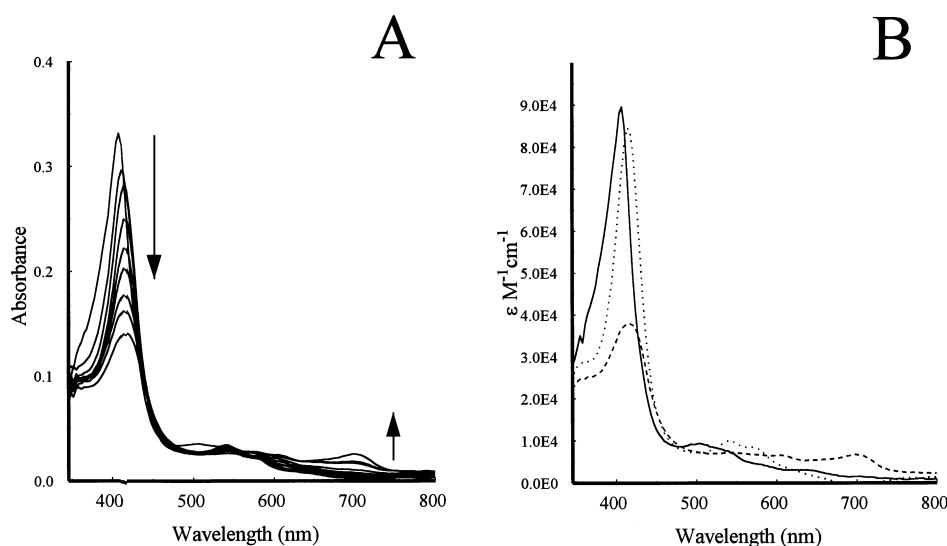 A
0.4
0.3
0.2
0.1
0.0
Absorbance
400 500 600 700 800
Wavelength (nm)
B
9.0E4
8.0E4
7.0E4
6.0E4
5.0E4
4.0E4
3.0E4
2.0E4
1.0E4
0.0E0
ε M⁻¹cm⁻¹
400 500 600 700 800
Wavelength (nm)